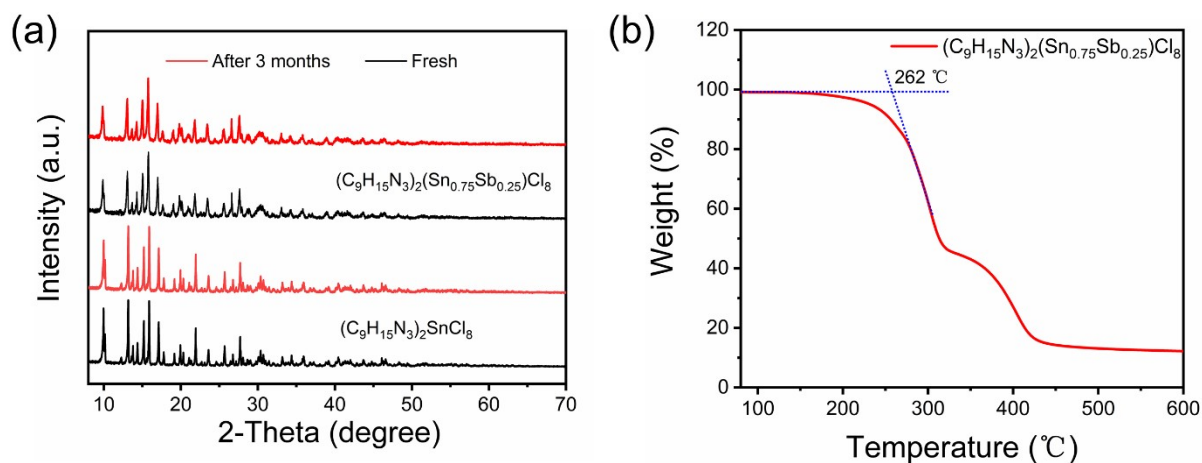 (a)
After 3 months
Fresh
(C₉H₁₅N₃)₂(Sn₀.₇₅Sb₀.₂₅)Cl₈
(C₉H₁₅N₃)₂SnCl₈
Intensity (a.u.)
10 20 30 40 50 60 70
2-Theta (degree)
(b)
(C₉H₁₅N₃)₂(Sn₀.₇₅Sb₀.₂₅)Cl₈
262 ℃
120
100
80
60
40
20
0
Weight (%)
100 200 300 400 500 600
Temperature (℃)